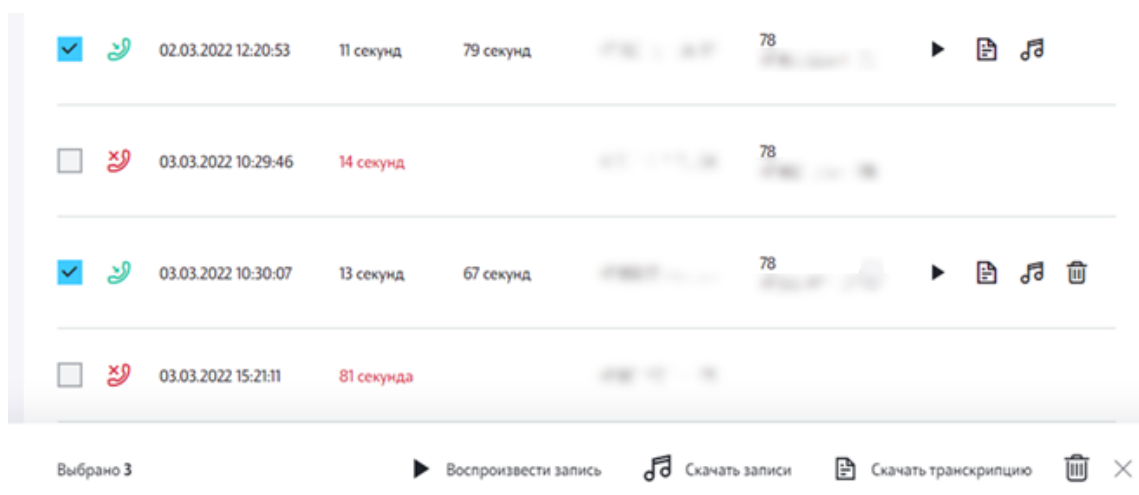 02.03.2022 12:20:53 11 секунд 79 секунд 78
03.03.2022 10:29:46 14 секунд 78
03.03.2022 10:30:07 13 секунд 67 секунд 78
03.03.2022 15:21:11 81 секунда
Выбрано 3 Воспроизвести запись Скачать записи Скачать транскрипцию